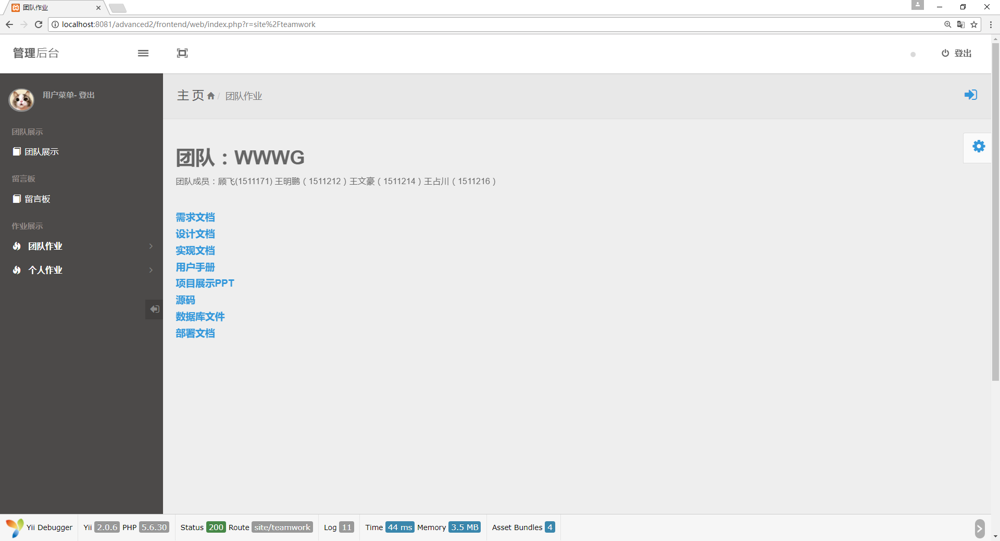 团队作业
localhost:8081/advanced2/frontend/web/index.php?r=site%2Fteamwork
管理后台
登出
用户菜单- 登出
主页 / 团队作业
团队展示
团队展示
留言板
留言板
作业展示
团队作业
个人作业
团队：WWWG
团队成员：顾飞(1511171) 王明鹏（1511212）王文豪（1511214）王占川（1511216）
需求文档
设计文档
实现文档
用户手册
项目展示PPT
源码
数据库文件
部署文档
Yii Debugger Yii 2.0.6 PHP 5.6.30 Status 200 Route site/teamwork Log 11 Time 44 ms Memory 3.5 MB Asset Bundles 4